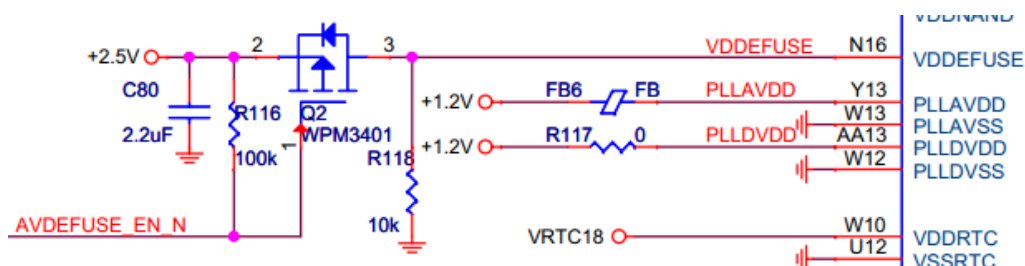 VDDNAND
+2.5V 2 3 VDDEFUSE N16 VDDEFUSE
C80 2.2uF
R116 100k
Q2 WPM3401 1
R118 10k
+1.2V FB6 FB PLLAVDD Y13 PLLAVDD
W13 PLLAVSS
+1.2V R117 0 PLLDVDD AA13 PLLDVDD
W12 PLLDVSS
AVDEFUSE_EN_N
VRTC18 W10 VDDRTC
U12 VSSRTC